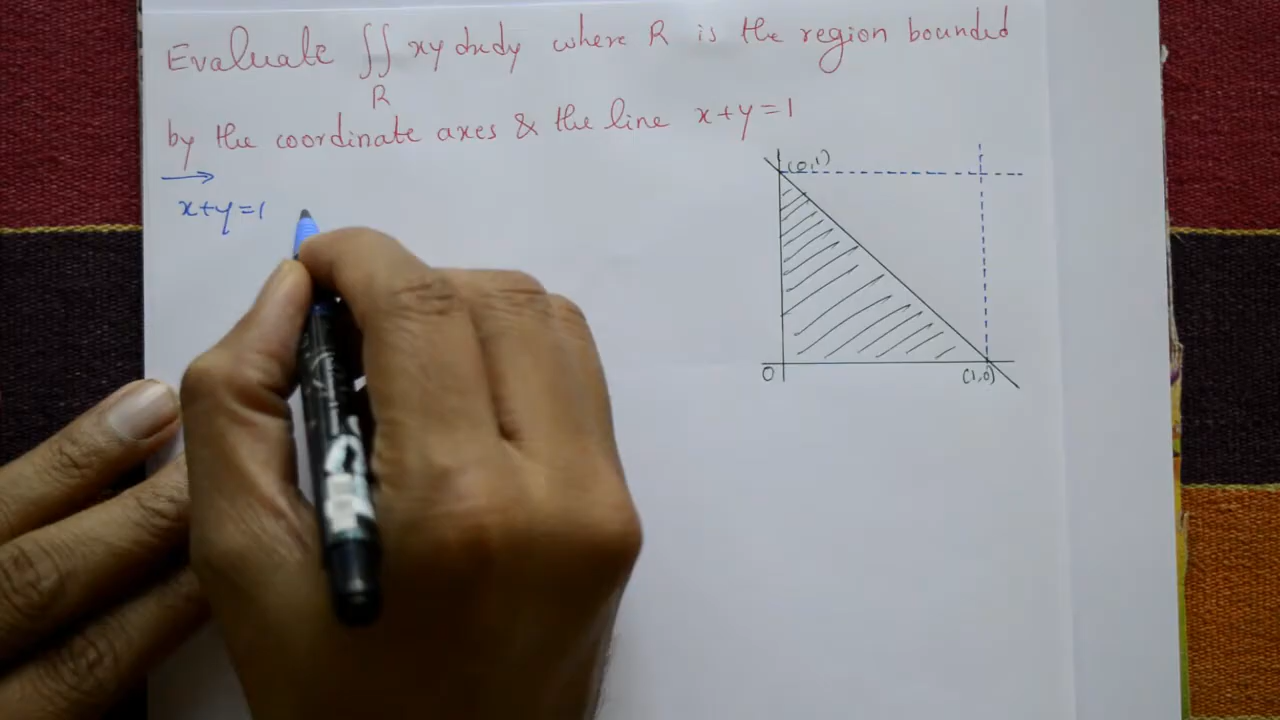 Evaluate ∬ xy dxdy where R is the region bounded
R
by the coordinate axes & the line x+y=1
x+y=1
(0,1)
O
(1,0)